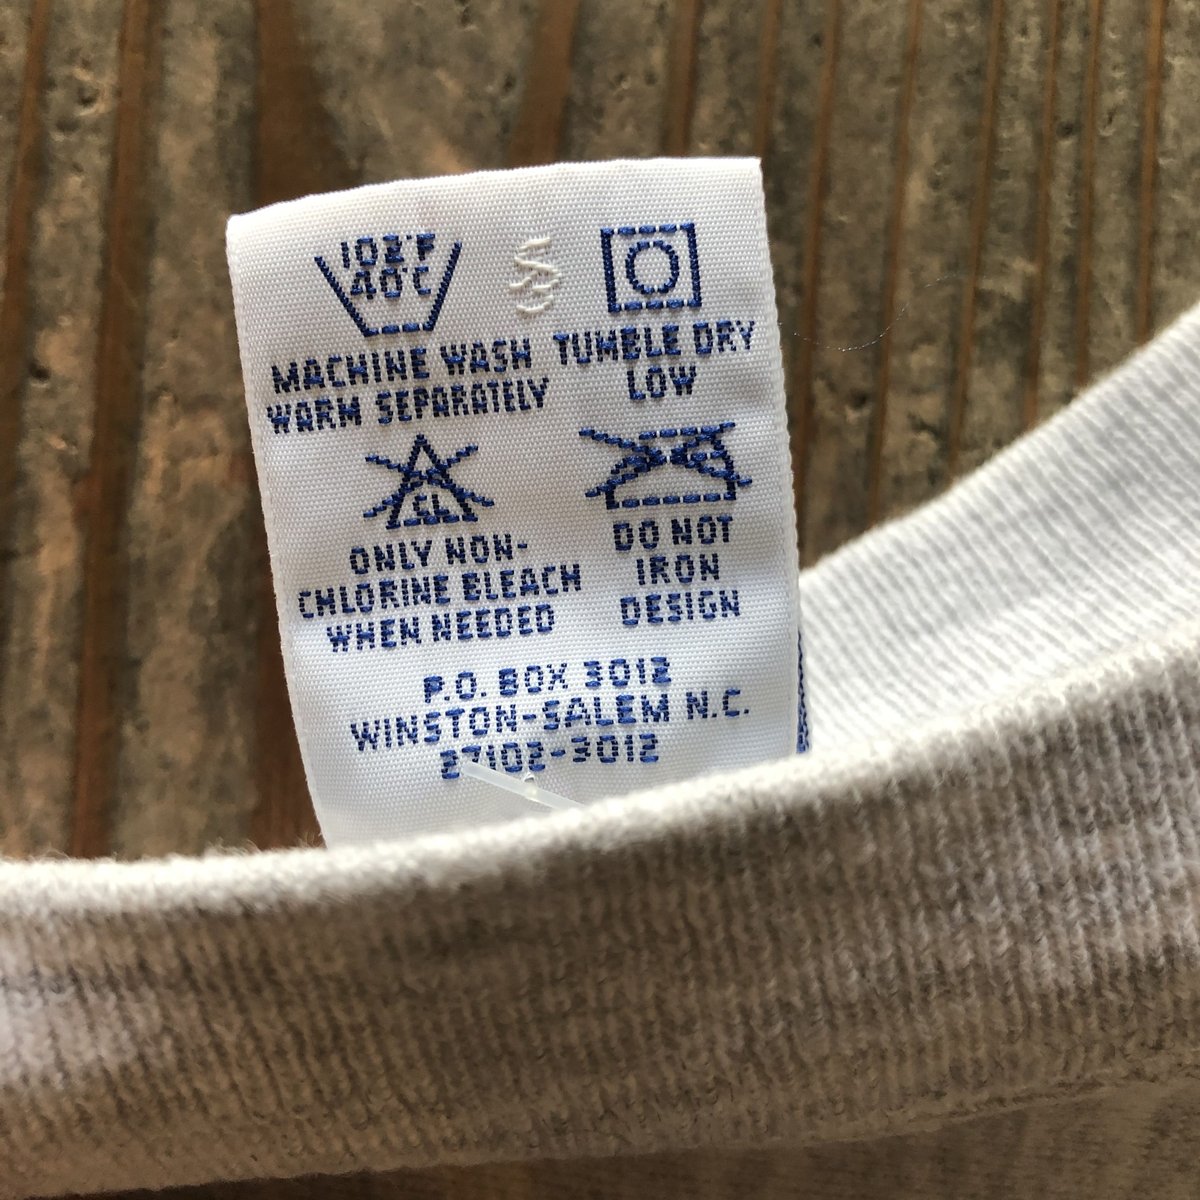 102°F
40°C
MACHINE WASH
WARM SEPARATELY
TUMBLE DRY
LOW
CL
ONLY NON-
CHLORINE BLEACH
WHEN NEEDED
DO NOT
IRON
DESIGN
P.O. BOX 3012
WINSTON-SALEM N.C.
27102-3012